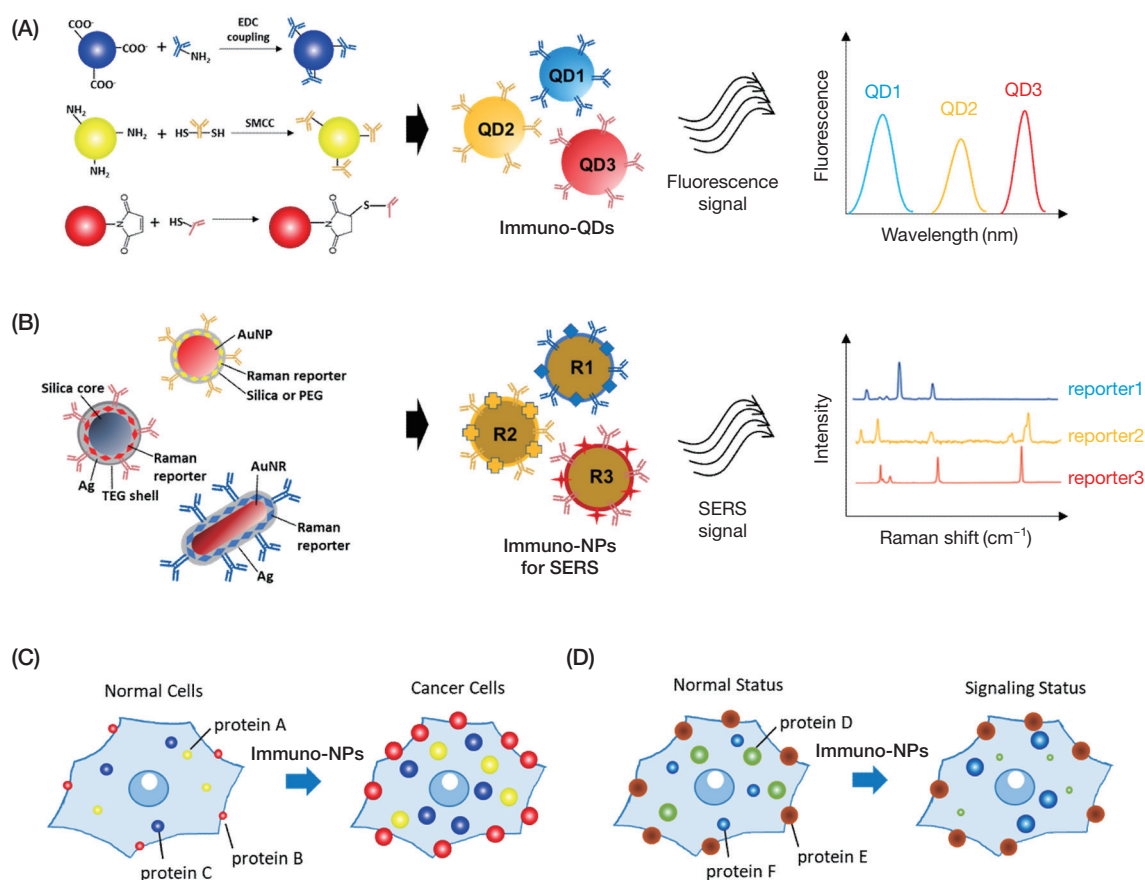 (A)
COO⁻
COO⁻
COO⁻
+
NH₂
EDC
coupling
NH₂
NH₂
NH₂
+ HS SH
SMCC
N
O
O
+ HS
N
O
O
S
QD1
QD2
QD3
Immuno-QDs
Fluorescence
signal
Fluorescence
QD1
QD2
QD3
Wavelength (nm)
(B)
AuNP
Raman reporter
Silica or PEG
Silica core
Raman
reporter
Ag
TEG shell
AuNR
Raman
reporter
Ag
R1
R2
R3
Immuno-NPs
for SERS
SERS
signal
Intensity
reporter1
reporter2
reporter3
Raman shift (cm⁻¹)
(C)
Normal Cells
Cancer Cells
protein A
Immuno-NPs
protein B
protein C
(D)
Normal Status
Signaling Status
protein D
Immuno-NPs
protein E
protein F